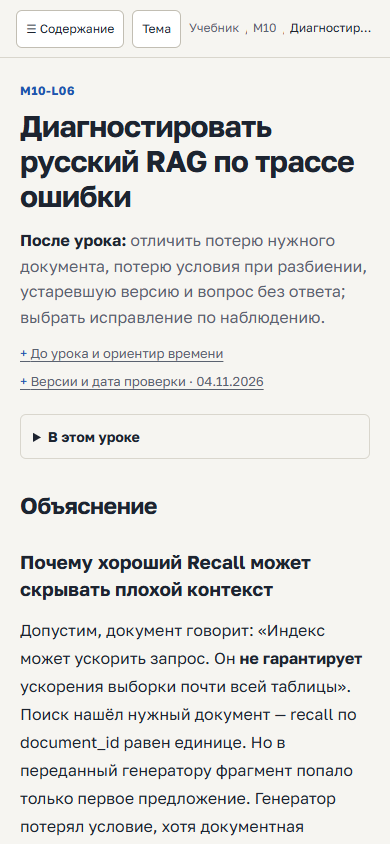 ☰ Содержание Тема Учебник , M10 , Диагностир...
M10-L06
Диагностировать
русский RAG по трассе
ошибки
После урока: отличить потерю нужного
документа, потерю условия при разбиении,
устаревшую версию и вопрос без ответа;
выбрать исправление по наблюдению.
+ До урока и ориентир времени
+ Версии и дата проверки · 04.11.2026
▶ В этом уроке
Объяснение
Почему хороший Recall может
скрывать плохой контекст
Допустим, документ говорит: «Индекс
может ускорить запрос. Он не гарантирует
ускорения выборки почти всей таблицы».
Поиск нашёл нужный документ — recall по
document_id равен единице. Но в
переданный генератору фрагмент попало
только первое предложение. Генератор
потерял условие, хотя документная